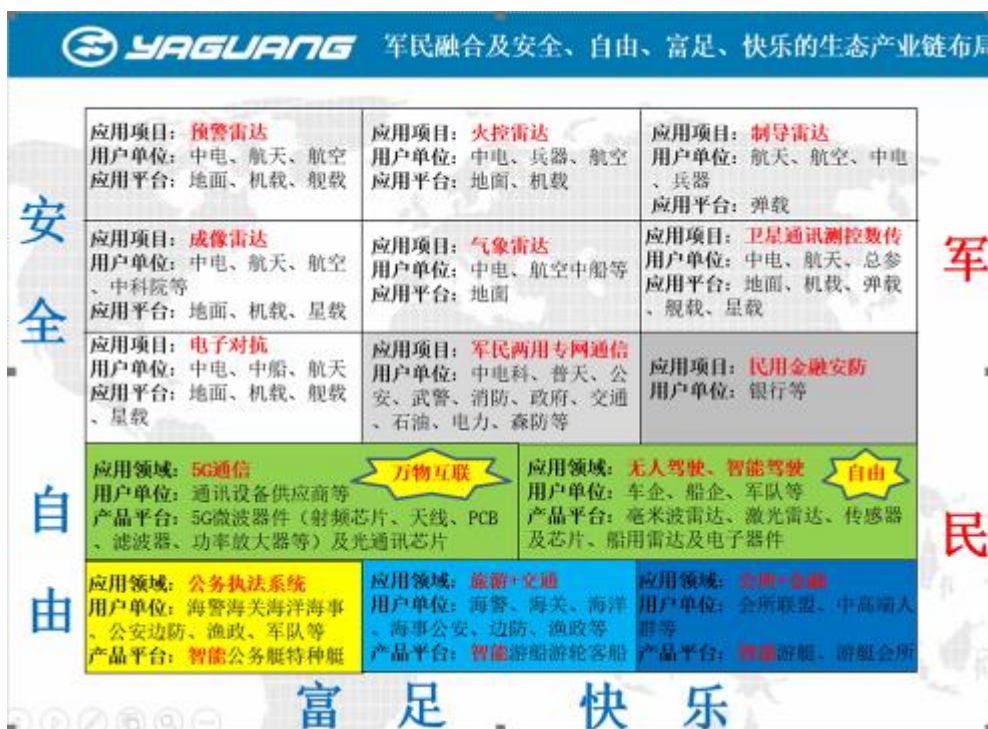 YAGUANG 军民融合及安全、自由、富足、快乐的生态产业链布局
应用项目：预警雷达
用户单位：中电、航天、航空
应用平台：地面、机载、舰载
应用项目：火控雷达
用户单位：中电、兵器、航空
应用平台：地面、机载
应用项目：制导雷达
用户单位：航天、航空、中电
、兵器
应用平台：弹载
安
全
应用项目：成像雷达
用户单位：中电、航天、航空
、中科院等
应用平台：地面、机载、星载
应用项目：气象雷达
用户单位：中电、航空中船等
应用平台：地面
应用项目：卫星通讯测控数传
用户单位：中电、航天、总参
应用平台：地面、机载、弹载
、舰载、星载
军
应用项目：电子对抗
用户单位：中电、中船、航天
应用平台：地面、机载、舰载
、星载
应用项目：军民两用专网通信
用户单位：中电科、普天、公
安、武警、消防、政府、交通
、石油、电力、森防等
应用项目：民用金融安防
用户单位：银行等
自
由
应用领域：5G通信
万物互联
用户单位：通讯设备供应商等
产品平台：5G微波器件（射频芯片、天线、PCB
、滤波器、功率放大器等）及光通讯芯片
应用领域：无人驾驶、智能驾驶
自由
用户单位：车企、船企、军队等
产品平台：毫米波雷达、激光雷达、传感器
及芯片、船用雷达及电子器件
民
应用领域：公务执法系统
用户单位：海警海关海洋海事
、公安边防、渔政、军队等
产品平台：智能公务艇特种艇
应用领域：旅游+交通
用户单位：海警、海关、海洋
、海事公安、边防、渔政等
产品平台：智能游船游轮客船
应用领域：会所+金融
用户单位：会所联盟、中高端人
群等
产品平台：智能游艇、游艇会所
富足 快乐